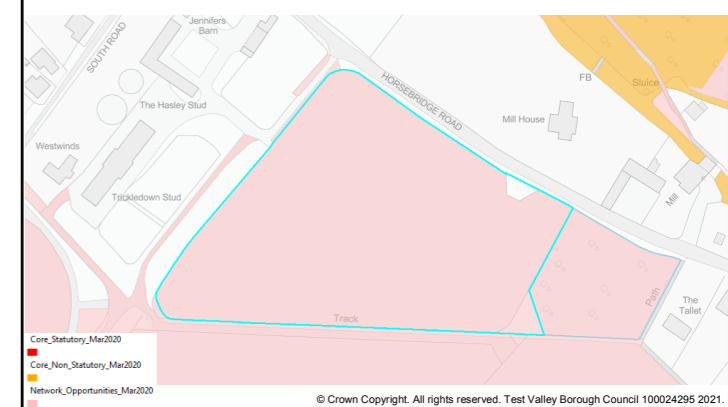 Jennifers
Barn
SOUTH ROAD
HORSEBRIDGE ROAD
FB
Sluice
The Hasley Stud
Mill House
Westwinds
Trickledown Stud
Mill
Path
The
Tallet
Track
Core_Statutory_Mar2020
Core_Non_Statutory_Mar2020
Network_Opportunities_Mar2020
© Crown Copyright. All rights reserved. Test Valley Borough Council 100024295 2021.